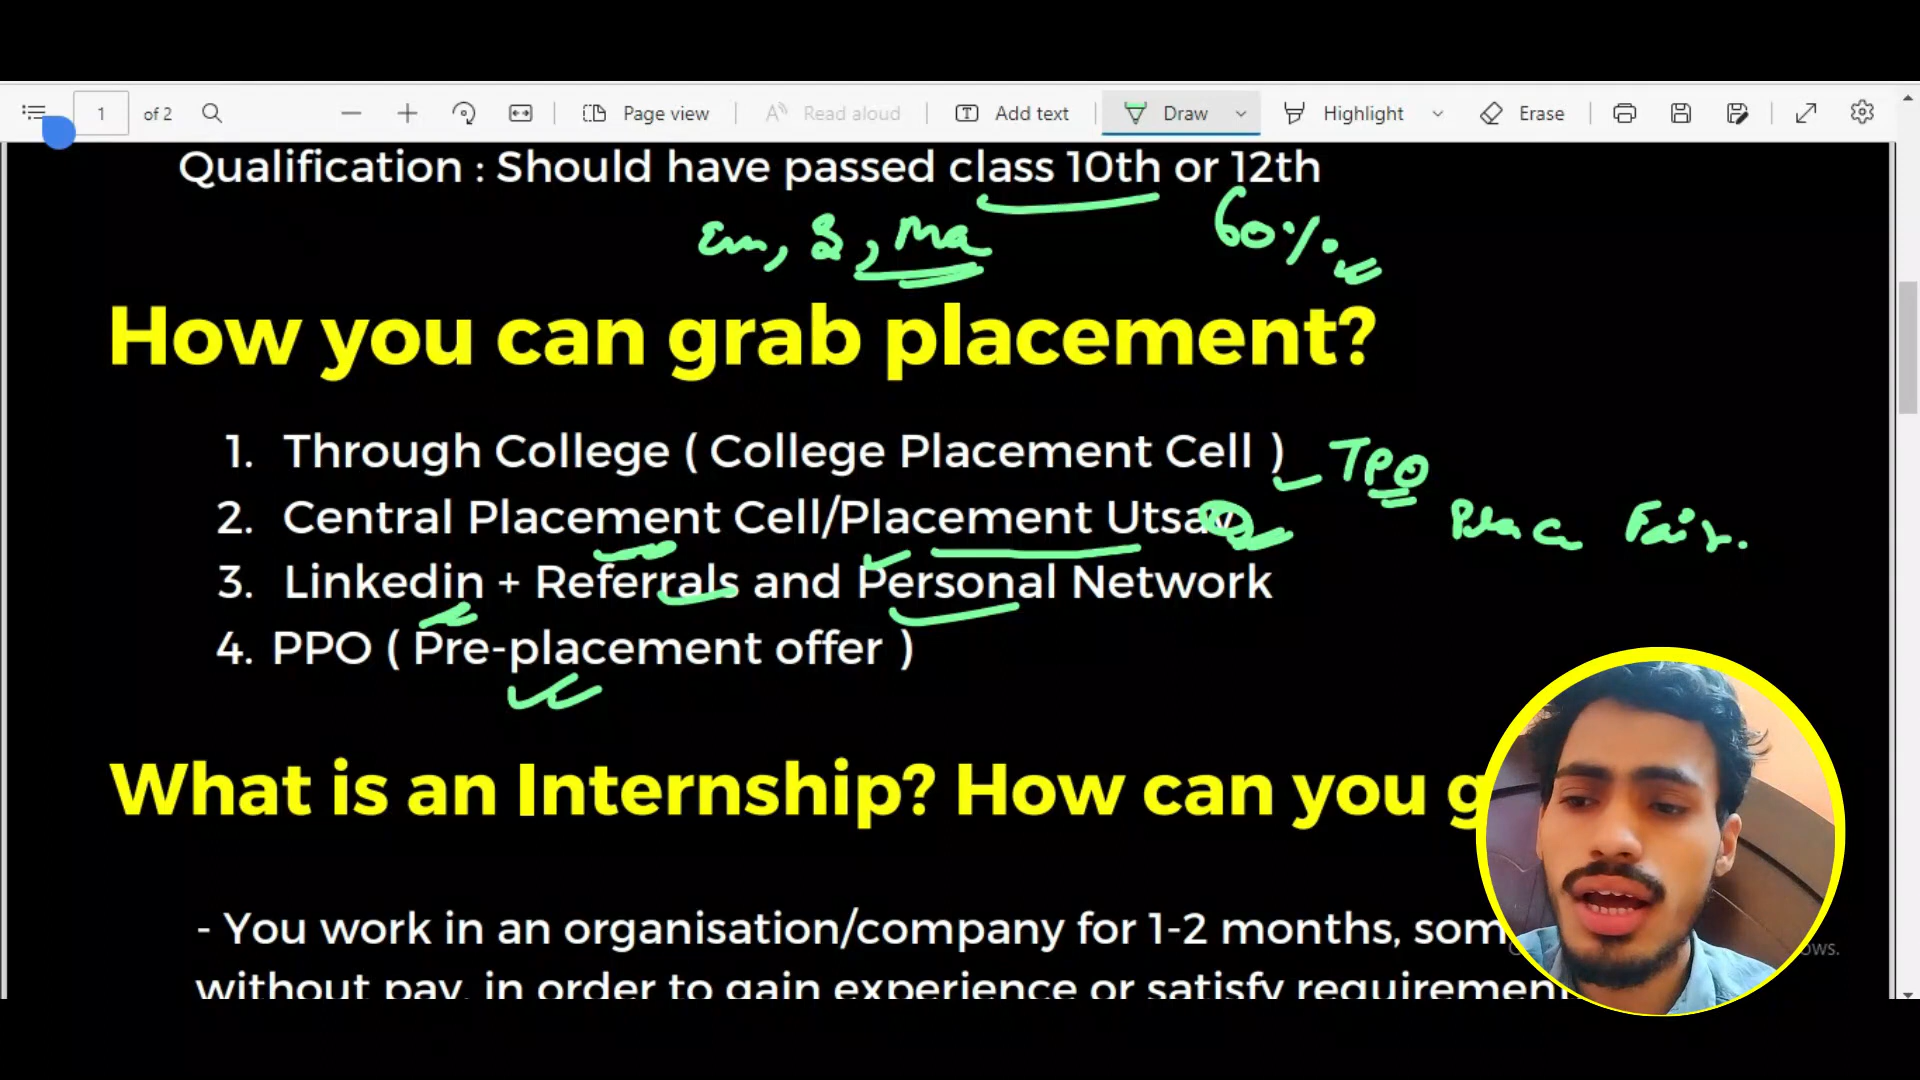 1 of 2 Page view Read aloud Add text Draw Highlight Erase
Qualification : Should have passed class 10th or 12th
60%
How you can grab placement?
1. Through College ( College Placement Cell ) TPO
2. Central Placement Cell/Placement Utsav
Fair.
3. Linkedin + Referrals and Personal Network
4. PPO ( Pre-placement offer )
What is an Internship? How can you g
- You work in an organisation/company for 1-2 months, som
without pay, in order to gain experience or satisfy requirement